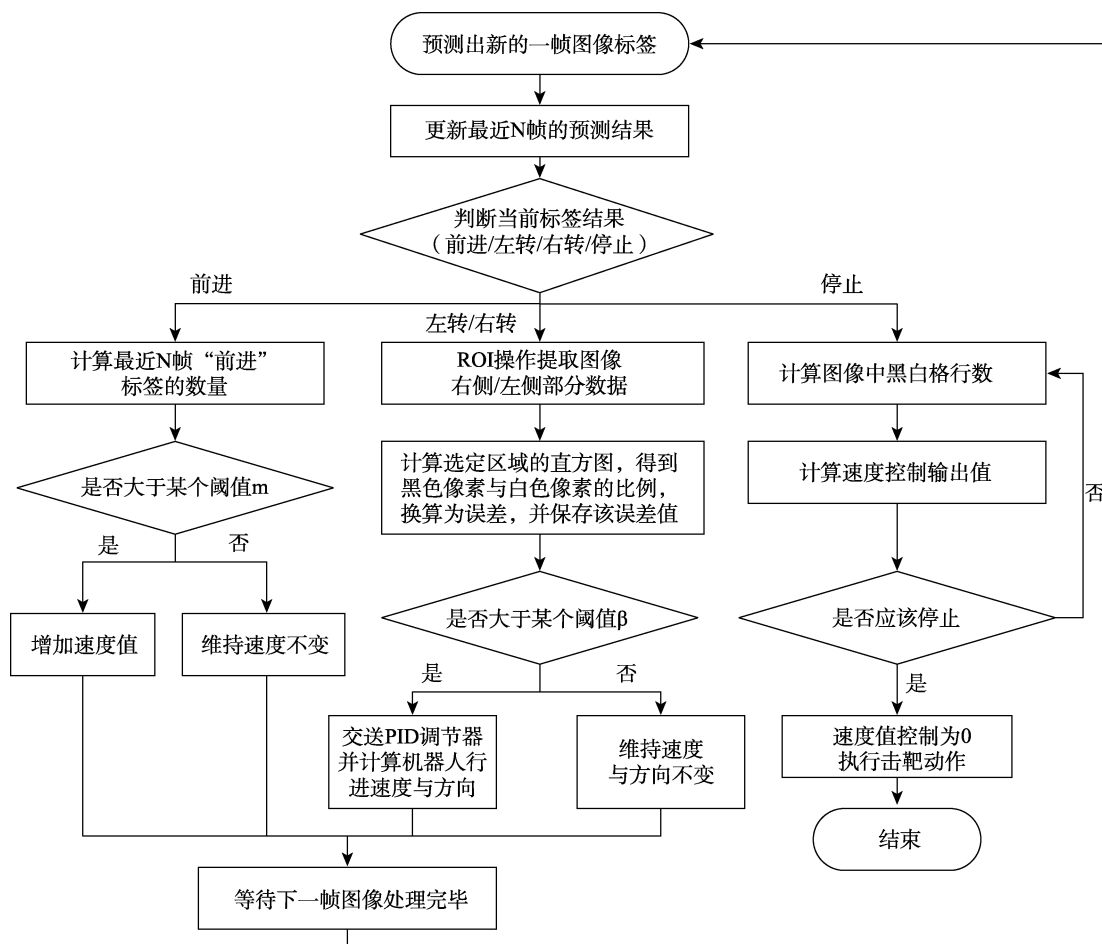 预测出新的一帧图像标签
更新最近N帧的预测结果
判断当前标签结果
（前进/左转/右转/停止）
前进
左转/右转
停止
计算最近N帧“前进”
标签的数量
ROI操作提取图像
右侧/左侧部分数据
计算图像中黑白格行数
是否大于某个阈值m
计算选定区域的直方图，得到
黑色像素与白色像素的比例，
换算为误差，并保存该误差值
计算速度控制输出值
否
是
否
增加速度值
维持速度不变
是否大于某个阈值β
是否应该停止
是
否
是
交送PID调节器
并计算机器人行
进速度与方向
维持速度
与方向不变
速度值控制为0
执行击靶动作
结束
等待下一帧图像处理完毕